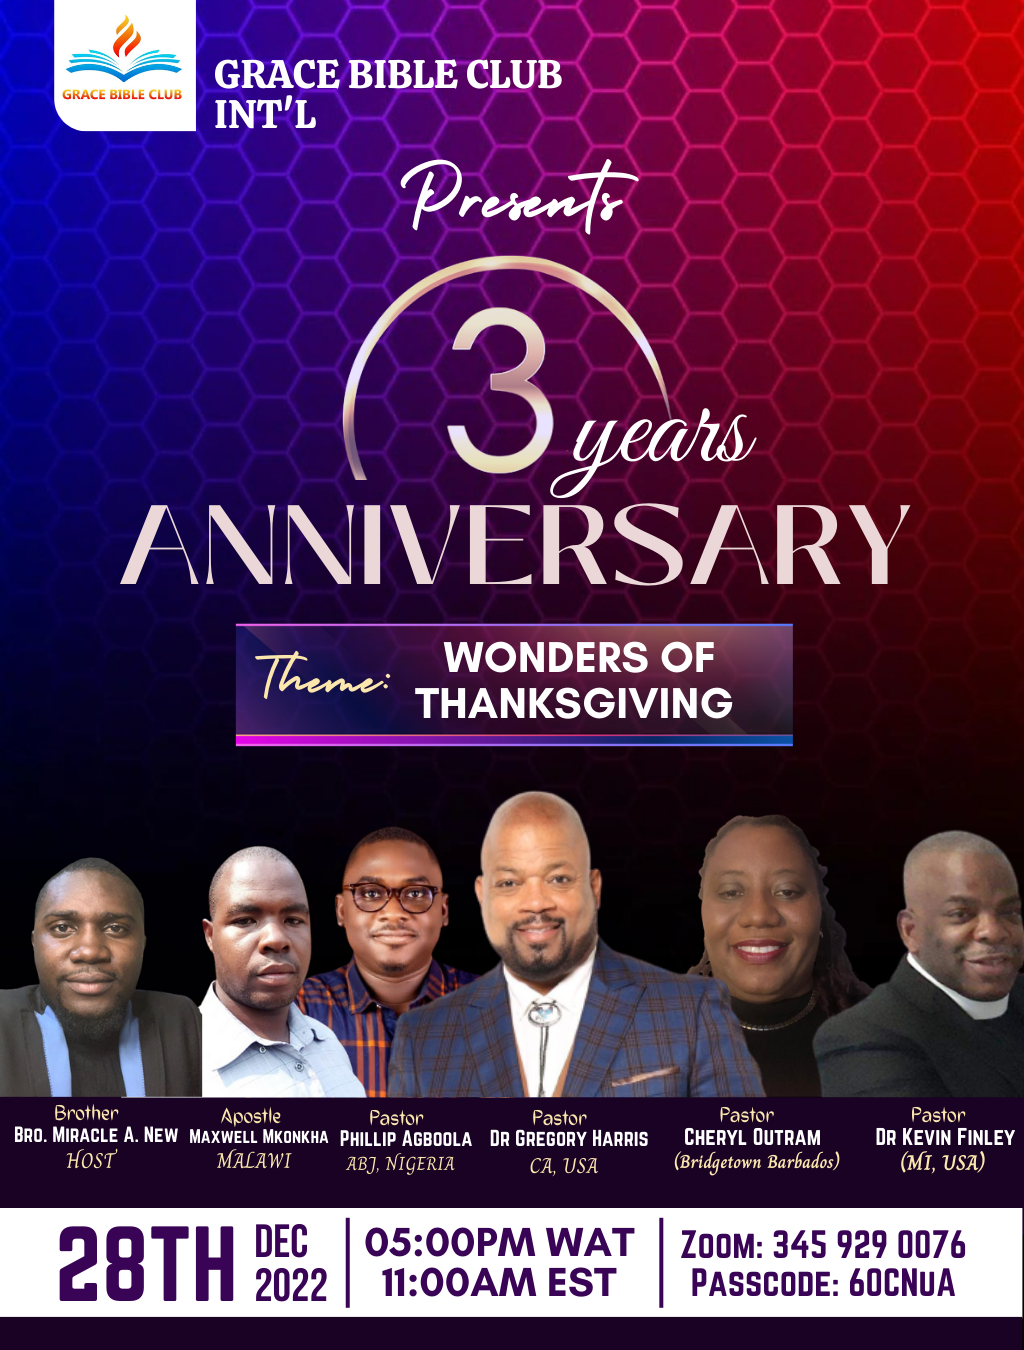 GRACE BIBLE CLUB
GRACE BIBLE CLUB
INT'L
Presents
3 years
ANNIVERSARY
Theme:
WONDERS OF
THANKSGIVING
Brother
BRO. MIRACLE A. NEW
HOST
Apostle
MAXWELL MKONKHA
MALAWI
Pastor
PHILLIP AGBOOLA
ABJ, NIGERIA
Pastor
DR GREGORY HARRIS
CA, USA
Pastor
CHERYL OUTRAM
(Bridgetown Barbados)
Pastor
DR KEVIN FINLEY
(MI, USA)
28TH
DEC
2022
05:00PM WAT
11:00AM EST
ZOOM: 345 929 0076
PASSCODE: 60CNuA